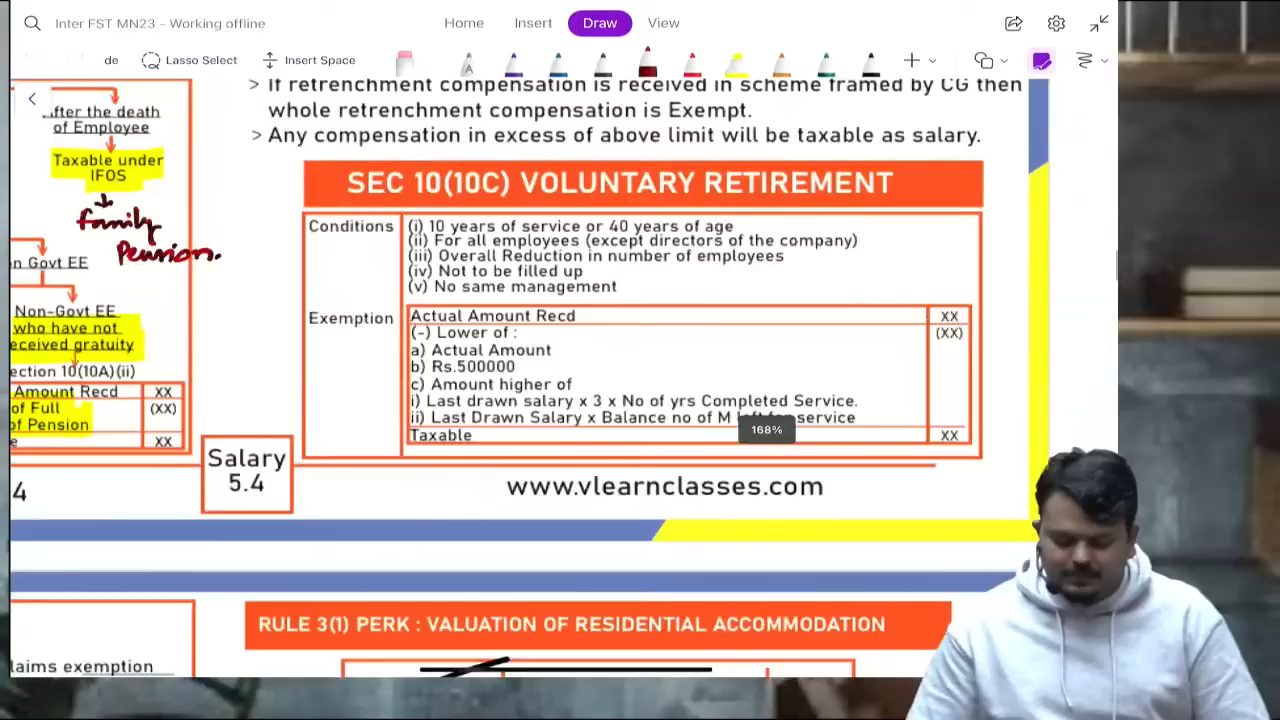 Inter FST MN23 - Working offline
Home
Insert
Draw
View
de
Lasso Select
Insert Space
A
fter the death
of Employee
Taxable under
IFOS
family
Pension.
n Govt EE
Non-Govt EE
who have not
eceived gratuity
ection 10(10A)(ii)
Amount Recd XX
of Full (XX)
of Pension
e XX
4
> If retrenchment compensation is received in scheme framed by CG then
whole retrenchment compensation is Exempt.
> Any compensation in excess of above limit will be taxable as salary.
SEC 10(10C) VOLUNTARY RETIREMENT
Conditions
(i) 10 years of service or 40 years of age
(ii) For all employees (except directors of the company)
(iii) Overall Reduction in number of employees
(iv) Not to be filled up
(v) No same management
Exemption
Actual Amount Recd XX
(-) Lower of : (XX)
a) Actual Amount
b) Rs.500000
c) Amount higher of
i) Last drawn salary x 3 x No of yrs Completed Service.
ii) Last Drawn Salary x Balance no of M service
168%
Taxable XX
Salary
5.4
www.vlearnclasses.com
RULE 3(1) PERK : VALUATION OF RESIDENTIAL ACCOMMODATION
laims exemption